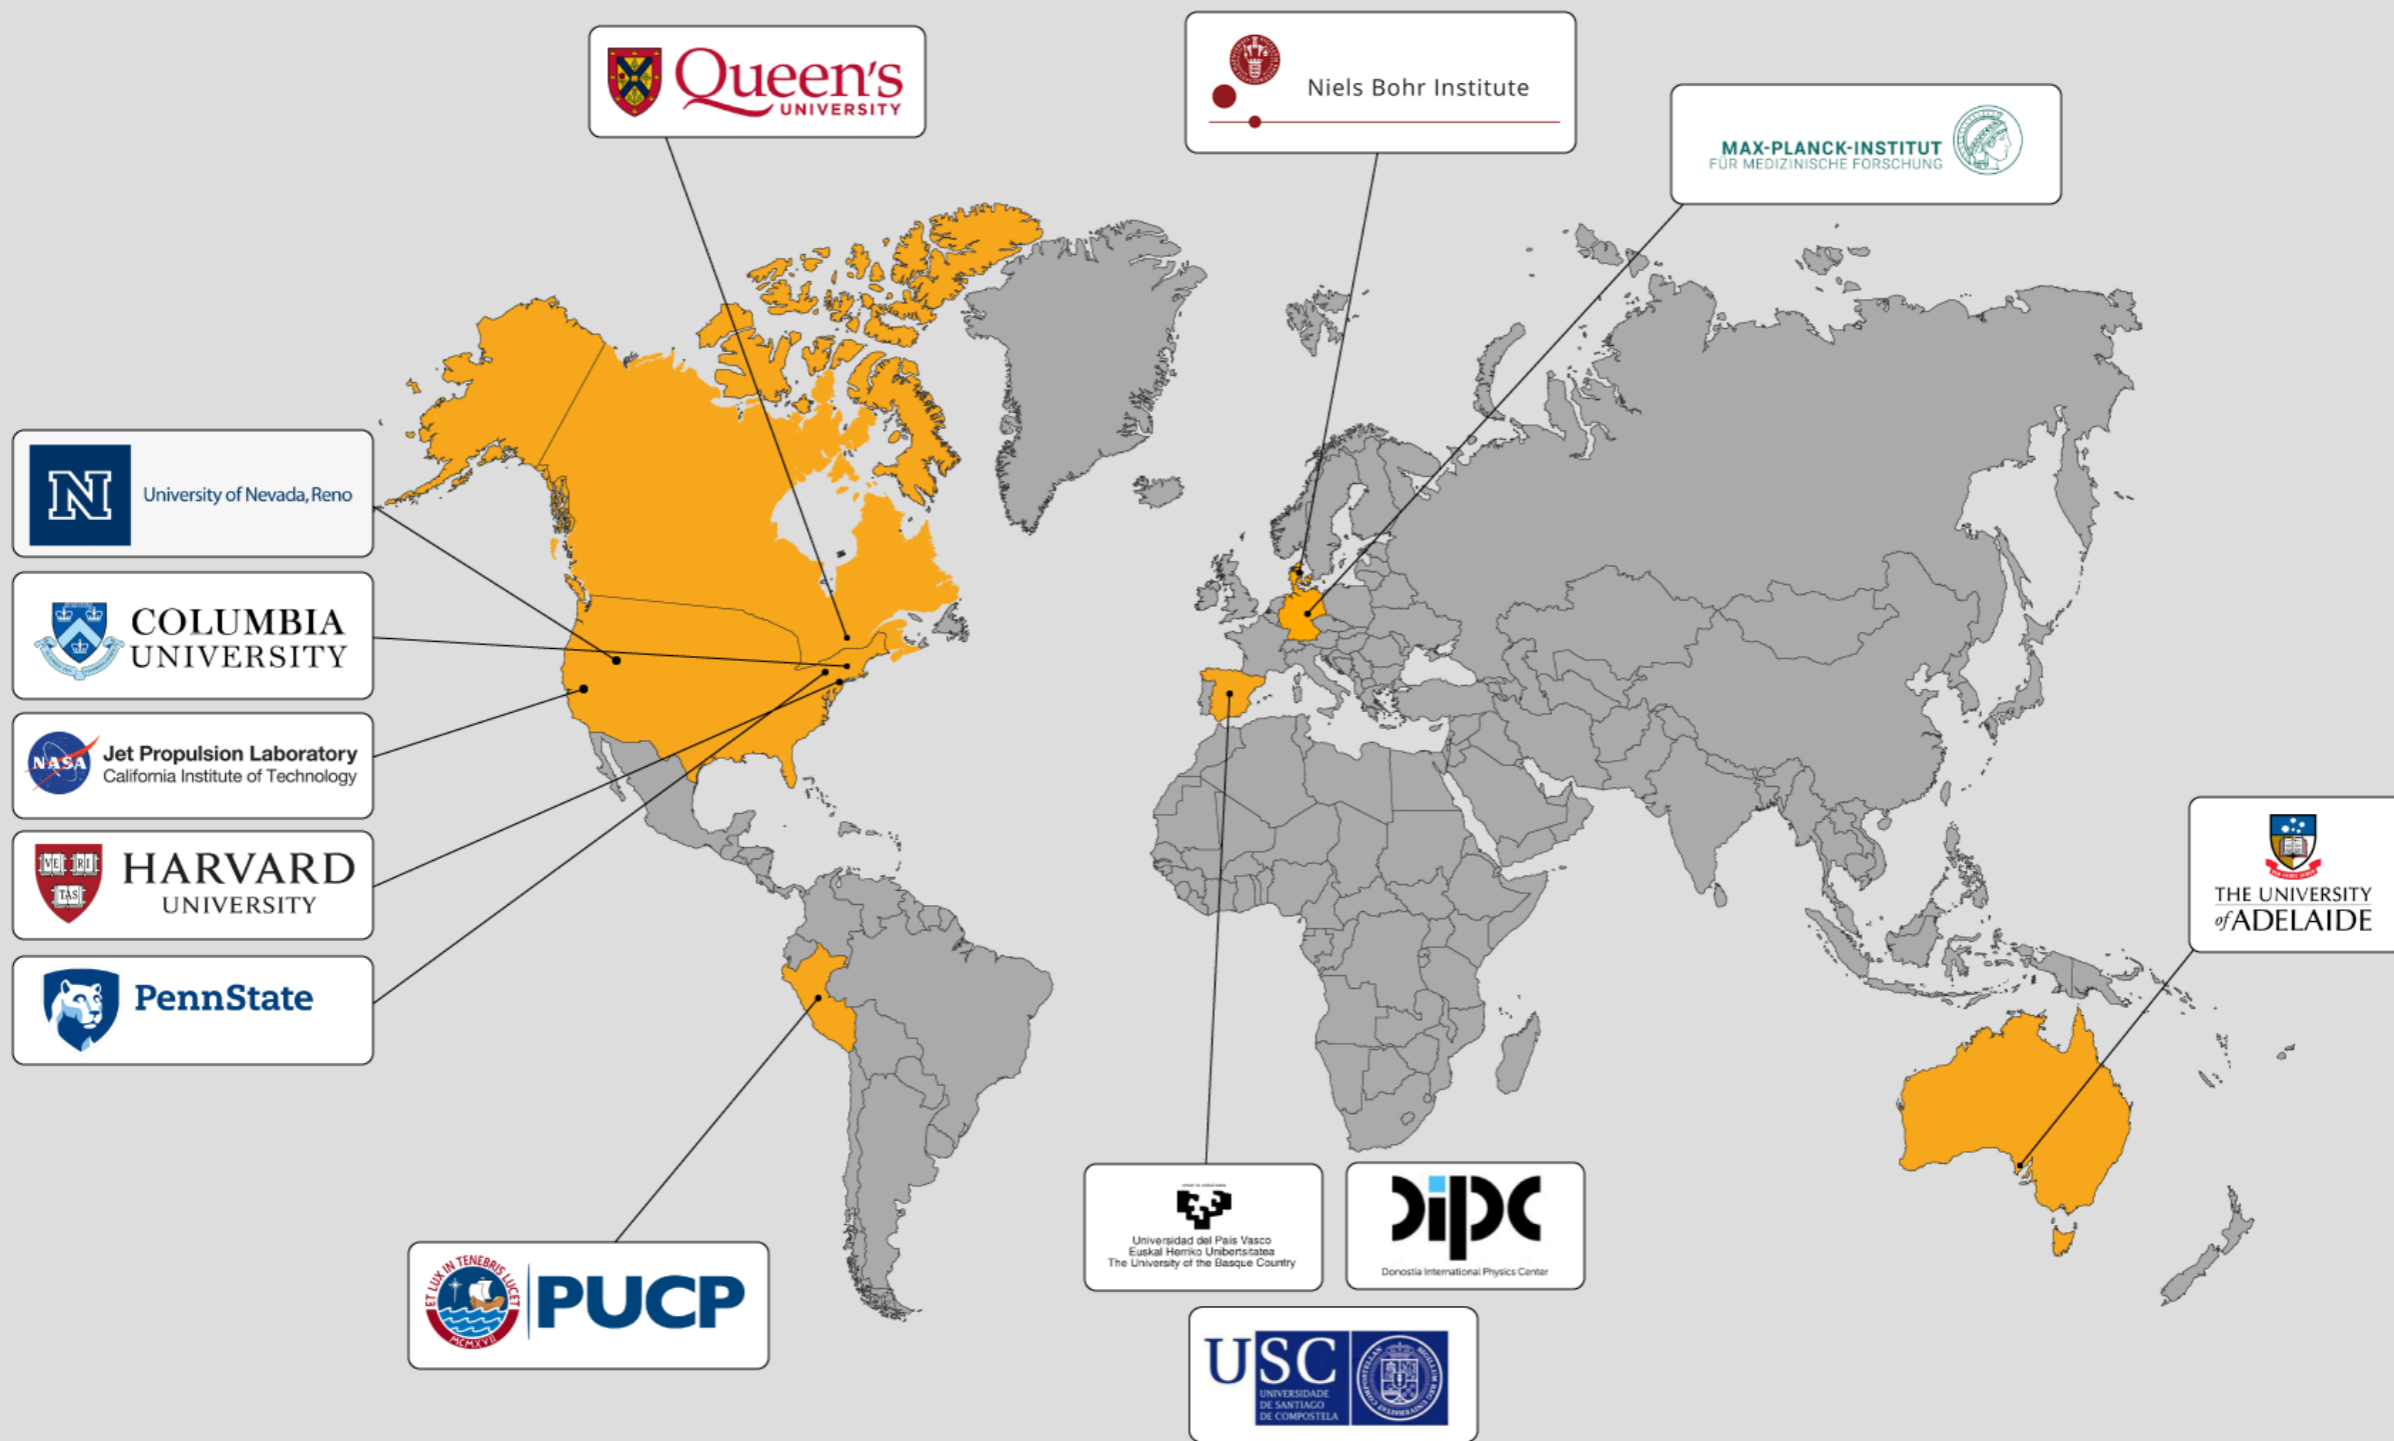 Queen's
UNIVERSITY
Niels Bohr Institute
MAX-PLANCK-INSTITUT
FÜR MEDIZINISCHE FORSCHUNG
N
University of Nevada, Reno
COLUMBIA
UNIVERSITY
NASA
Jet Propulsion Laboratory
California Institute of Technology
VE RI
TAS
HARVARD
UNIVERSITY
PennState
THE UNIVERSITY
of ADELAIDE
ET LUX IN TENEBRIS LUCET
MCMXVII
PUCP
Universidad del País Vasco
Euskal Herriko Unibertsitatea
The University of the Basque Country
dipc
Donostia International Physics Center
USC
UNIVERSIDADE
DE SANTIAGO
DE COMPOSTELA